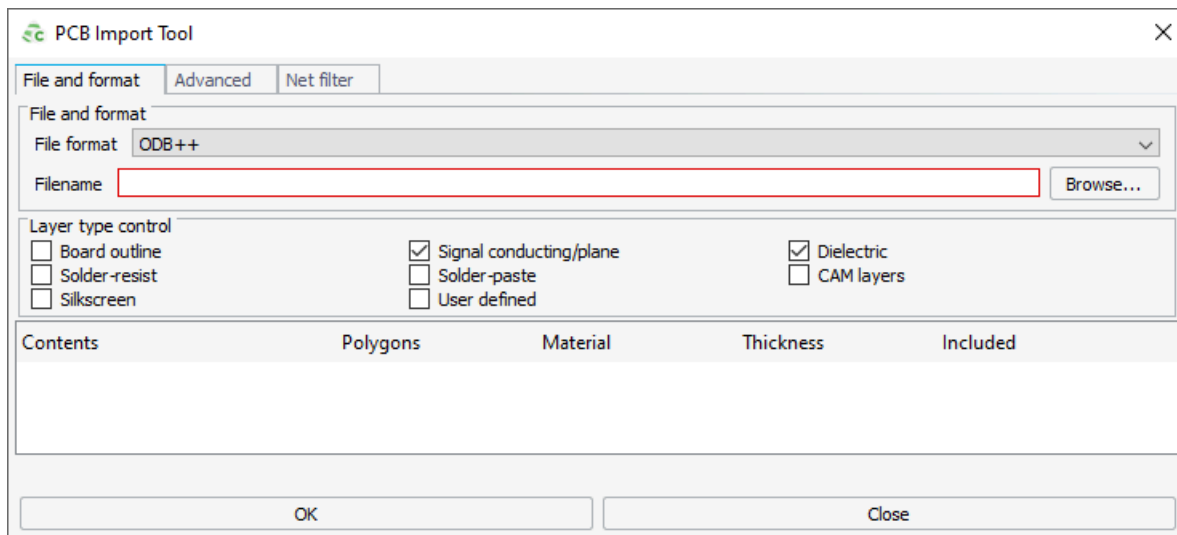 PCB Import Tool
File and format Advanced Net filter
File and format
File format ODB++
Filename Browse...
Layer type control
Board outline Signal conducting/plane Dielectric
Solder-resist Solder-paste CAM layers
Silkscreen User defined
Contents Polygons Material Thickness Included
OK Close